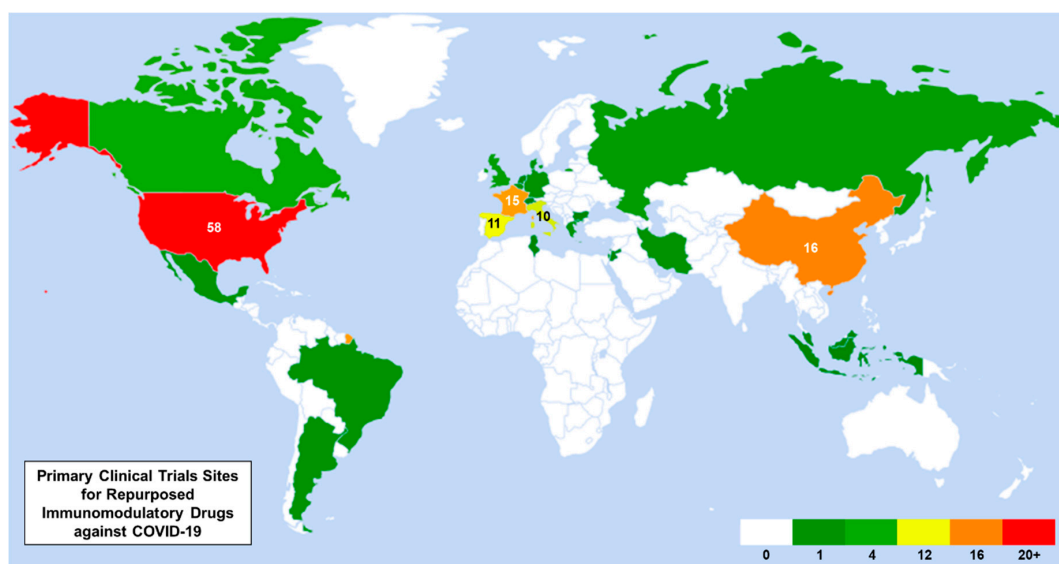 58
15
11
10
16
Primary Clinical Trials Sites
for Repurposed
Immunomodulatory Drugs
against COVID-19
0 1 4 12 16 20+